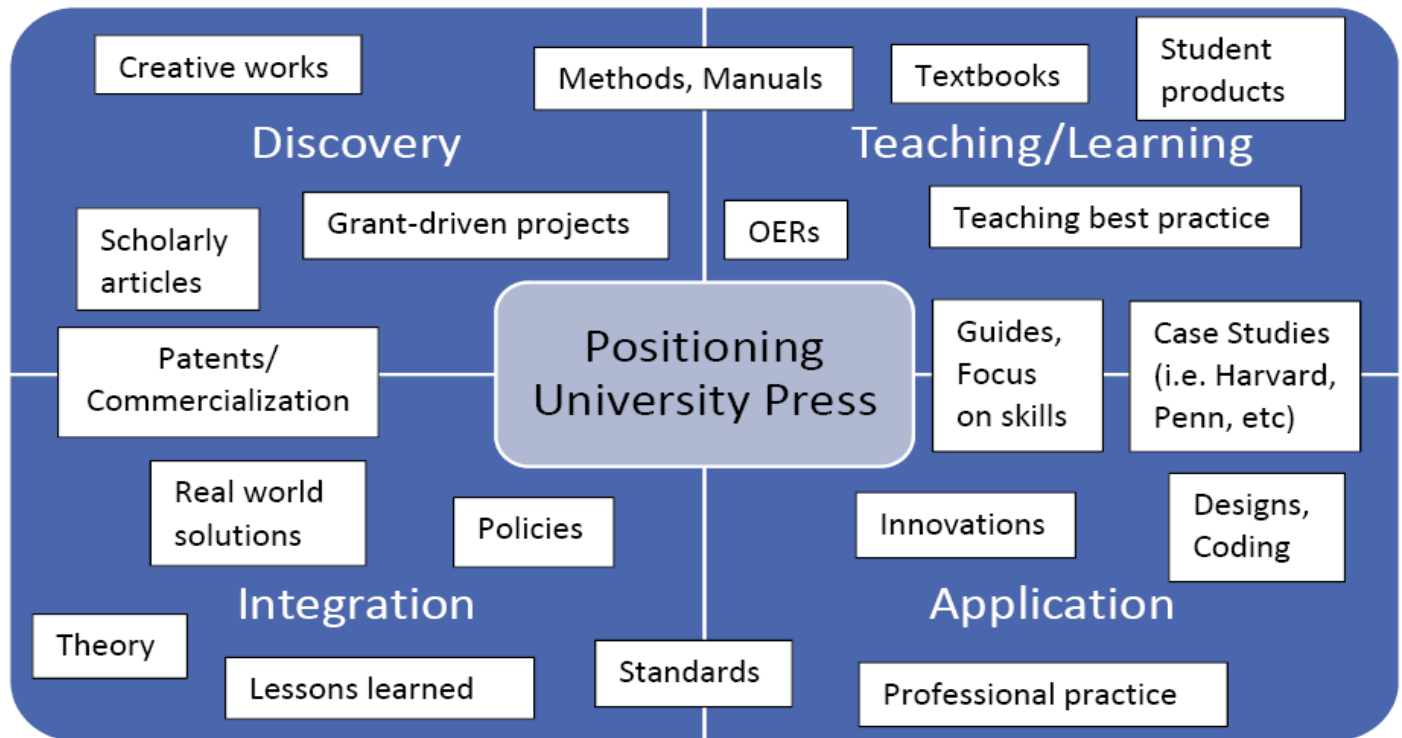 Creative works
Methods, Manuals
Textbooks
Student
products
Discovery
Teaching/Learning
Scholarly
articles
Grant-driven projects
OERs
Teaching best practice
Patents/
Commercialization
Positioning
University Press
Guides,
Focus
on skills
Case Studies
(i.e. Harvard,
Penn, etc)
Real world
solutions
Policies
Innovations
Designs,
Coding
Integration
Application
Theory
Lessons learned
Standards
Professional practice